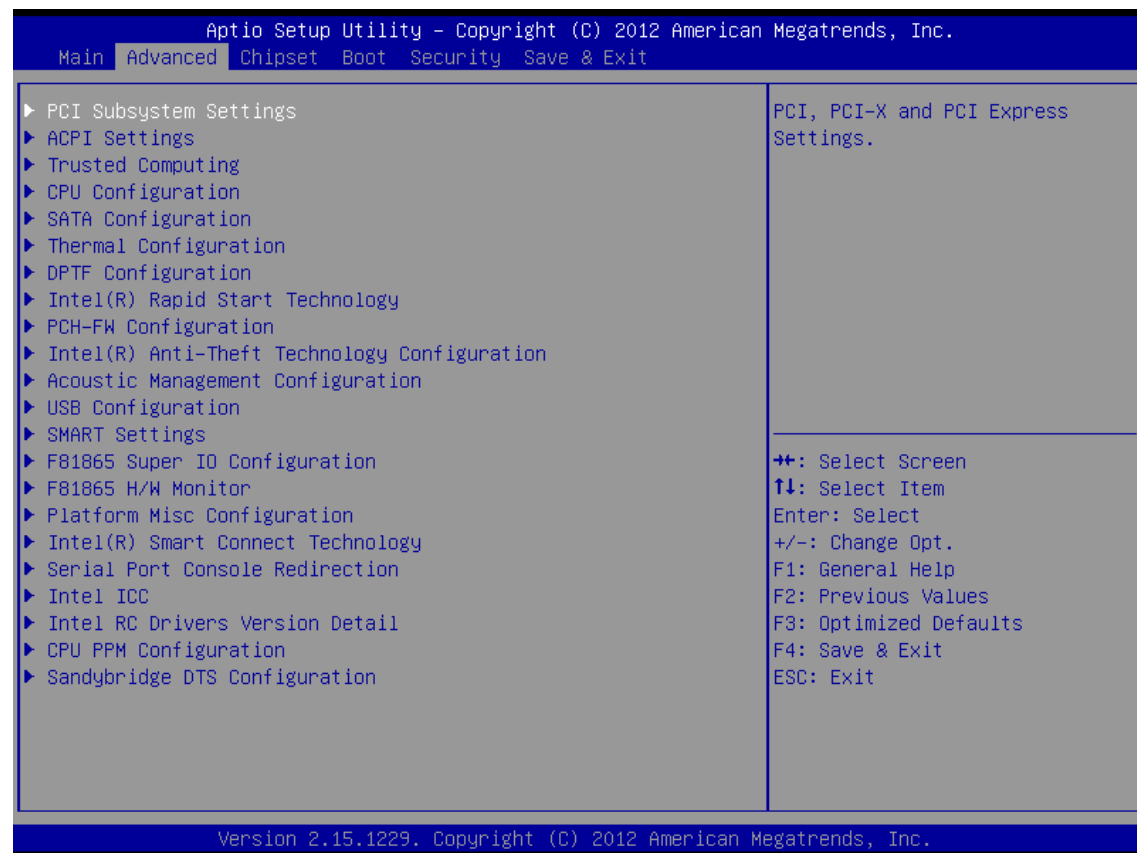 Aptio Setup Utility – Copyright (C) 2012 American Megatrends, Inc.
Main Advanced Chipset Boot Security Save & Exit
▶ PCI Subsystem Settings
▶ ACPI Settings
▶ Trusted Computing
▶ CPU Configuration
▶ SATA Configuration
▶ Thermal Configuration
▶ DPTF Configuration
▶ Intel(R) Rapid Start Technology
▶ PCH-FW Configuration
▶ Intel(R) Anti-Theft Technology Configuration
▶ Acoustic Management Configuration
▶ USB Configuration
▶ SMART Settings
▶ F81865 Super IO Configuration
▶ F81865 H/W Monitor
▶ Platform Misc Configuration
▶ Intel(R) Smart Connect Technology
▶ Serial Port Console Redirection
▶ Intel ICC
▶ Intel RC Drivers Version Detail
▶ CPU PPM Configuration
▶ Sandybridge DTS Configuration
PCI, PCI-X and PCI Express
Settings.
→←: Select Screen
↑↓: Select Item
Enter: Select
+/-: Change Opt.
F1: General Help
F2: Previous Values
F3: Optimized Defaults
F4: Save & Exit
ESC: Exit
Version 2.15.1229. Copyright (C) 2012 American Megatrends, Inc.